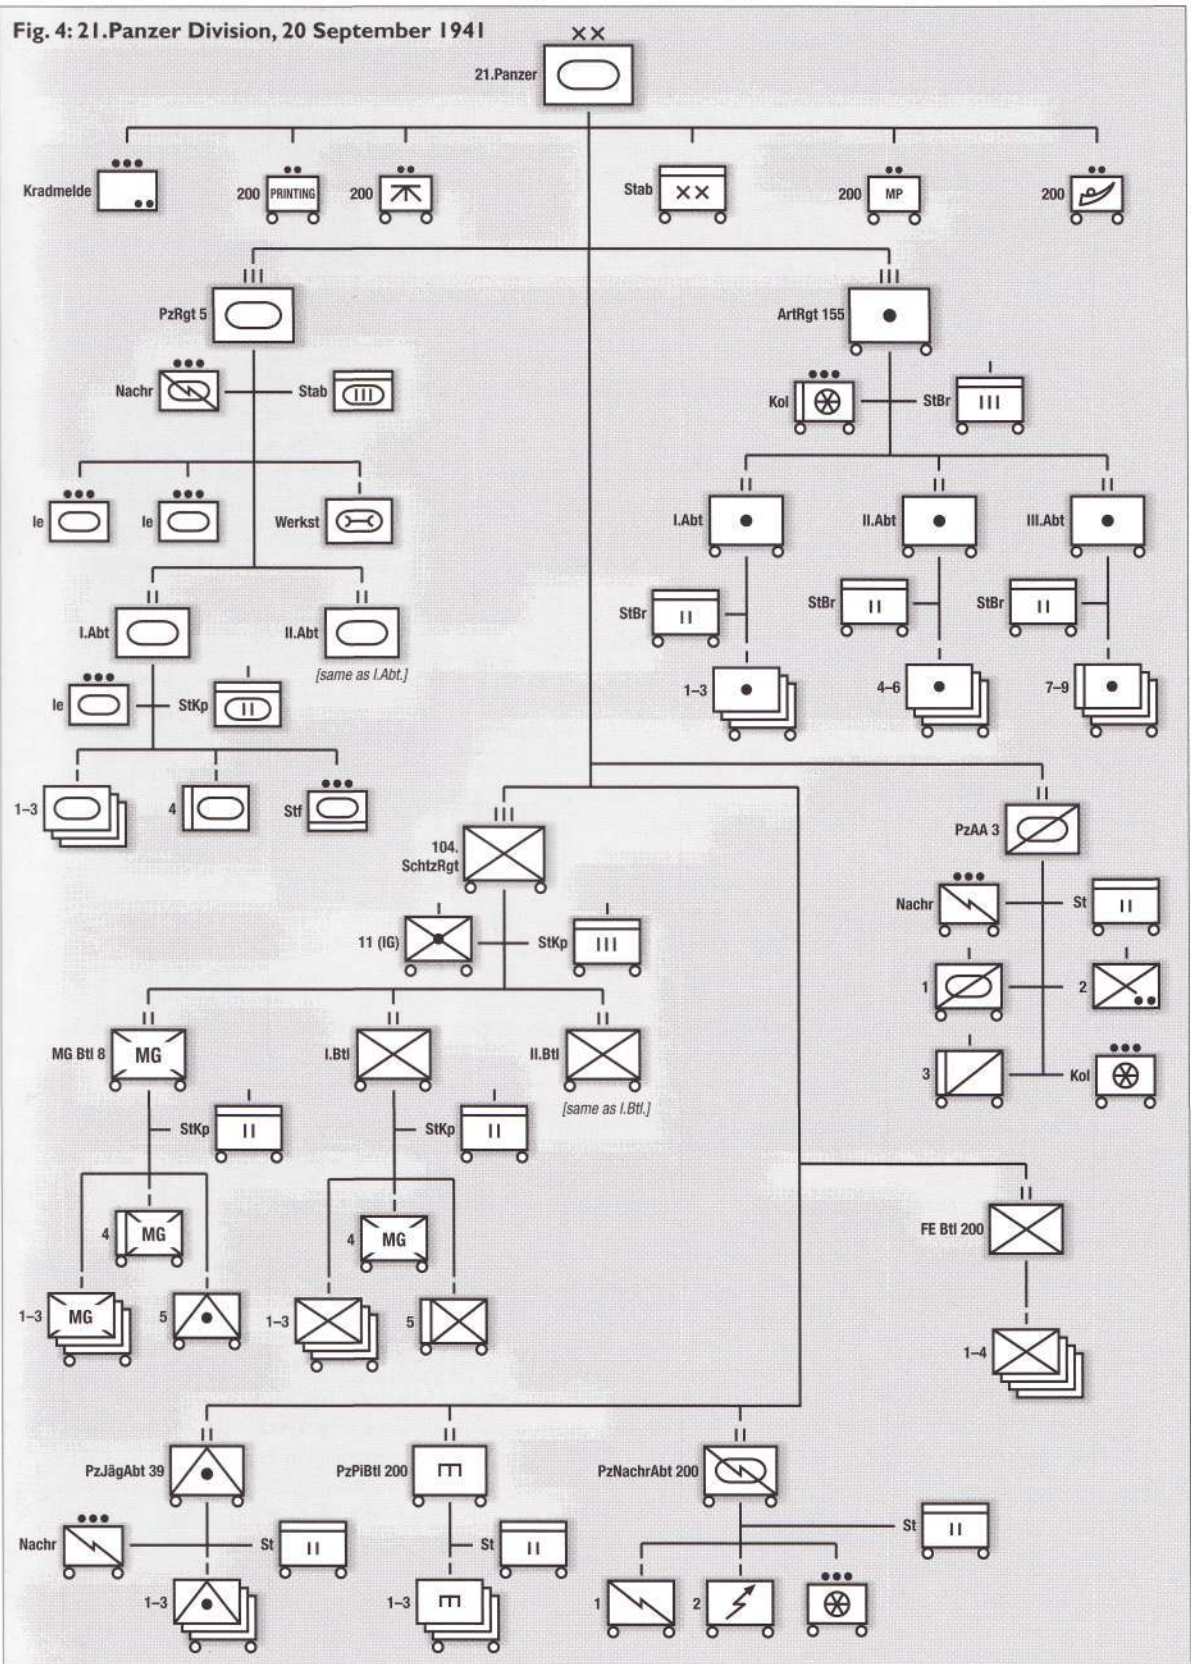 Fig. 4: 21.Panzer Division, 20 September 1941
21.Panzer
Kradmelde
200 PRINTING
200
Stab
200 MP
200
PzRgt 5
ArtRgt 155
Nachr
Stab
Kol
StBr
le
le
Werkst
I.Abt
II.Abt
III.Abt
I.Abt
II.Abt
[same as I.Abt.]
StBr
StBr
StBr
le
StKp
1–3
4–6
7–9
1–3
4
Stf
104.
SchtzRgt
PzAA 3
Nachr
St
11 (IG)
StKp
1
2
MG Btl 8 MG
I.Btl
II.Btl
[same as I.Btl.]
3
Kol
StKp
StKp
4 MG
4 MG
FE Btl 200
1–3 MG
5
1–3
5
1–4
PzJägAbt 39
PzPiBtl 200
PzNachrAbt 200
Nachr
St
St
St
1–3
1–3
1
2